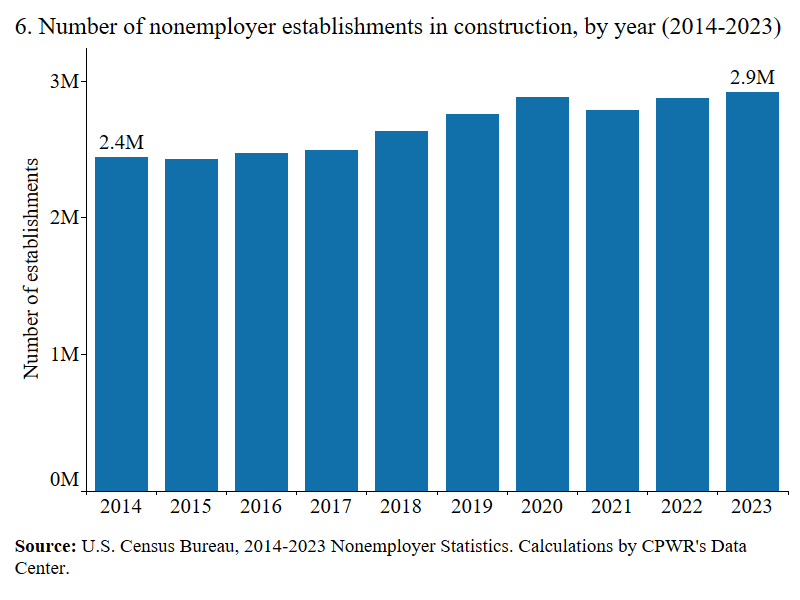 6. Number of nonemployer establishments in construction, by year (2014-2023)
Number of establishments
3M
2M
1M
0M
2.4M
2.9M
2014 2015 2016 2017 2018 2019 2020 2021 2022 2023
Source: U.S. Census Bureau, 2014-2023 Nonemployer Statistics. Calculations by CPWR's Data
Center.